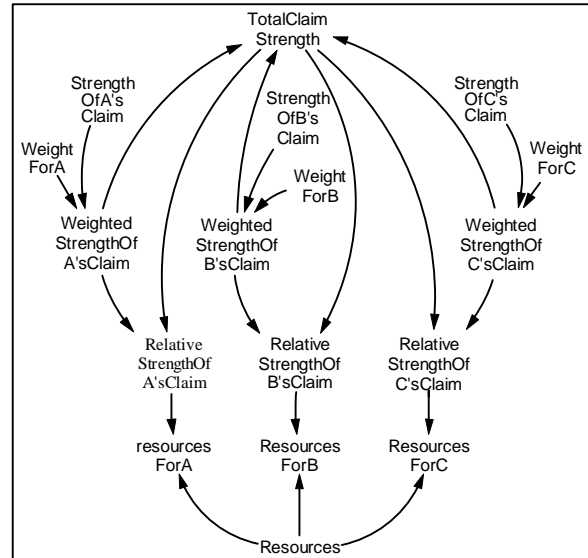 TotalClaim
Strength
Strength
OfA's
Claim
Weight
ForA
Strength
OfB's
Claim
Weight
ForB
Strength
OfC's
Claim
Weight
ForC
Weighted
StrengthOf
A'sClaim
Weighted
StrengthOf
B'sClaim
Weighted
StrengthOf
C'sClaim
Relative
StrengthOf
A'sClaim
Relative
StrengthOf
B'sClaim
Relative
StrengthOf
C'sClaim
resources
ForA
Resources
ForB
Resources
ForC
Resources